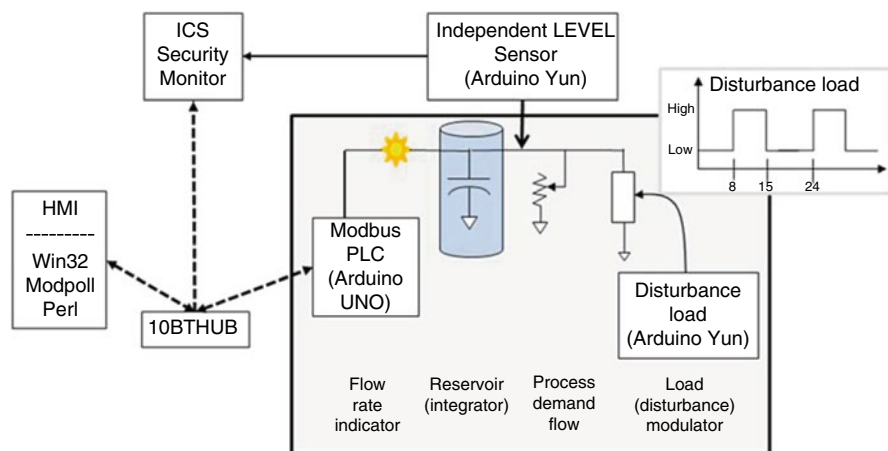 ICS
Security
Monitor
Independent LEVEL
Sensor
(Arduino Yun)
Disturbance load
High
Low
8
15
24
HMI
---------
Win32
Modpoll
Perl
10BTHUB
Modbus
PLC
(Arduino
UNO)
Disturbance
load
(Arduino Yun)
Flow
rate
indicator
Reservoir
(integrator)
Process
demand
flow
Load
(disturbance)
modulator